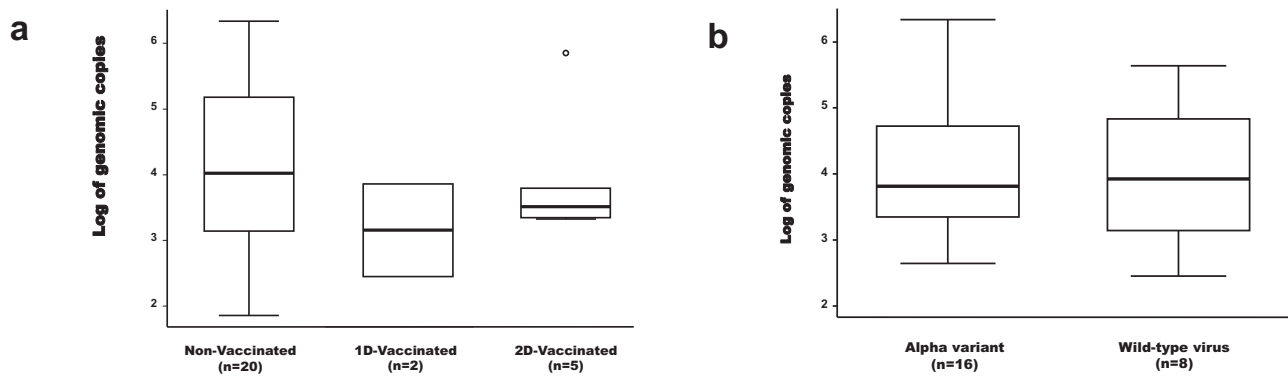 a
Log of genomic copies
6
5
4
3
2
Non-Vaccinated
(n=20)
1D-Vaccinated
(n=2)
2D-Vaccinated
(n=5)
b
Log of genomic copies
6
5
4
3
2
Alpha variant
(n=16)
Wild-type virus
(n=8)